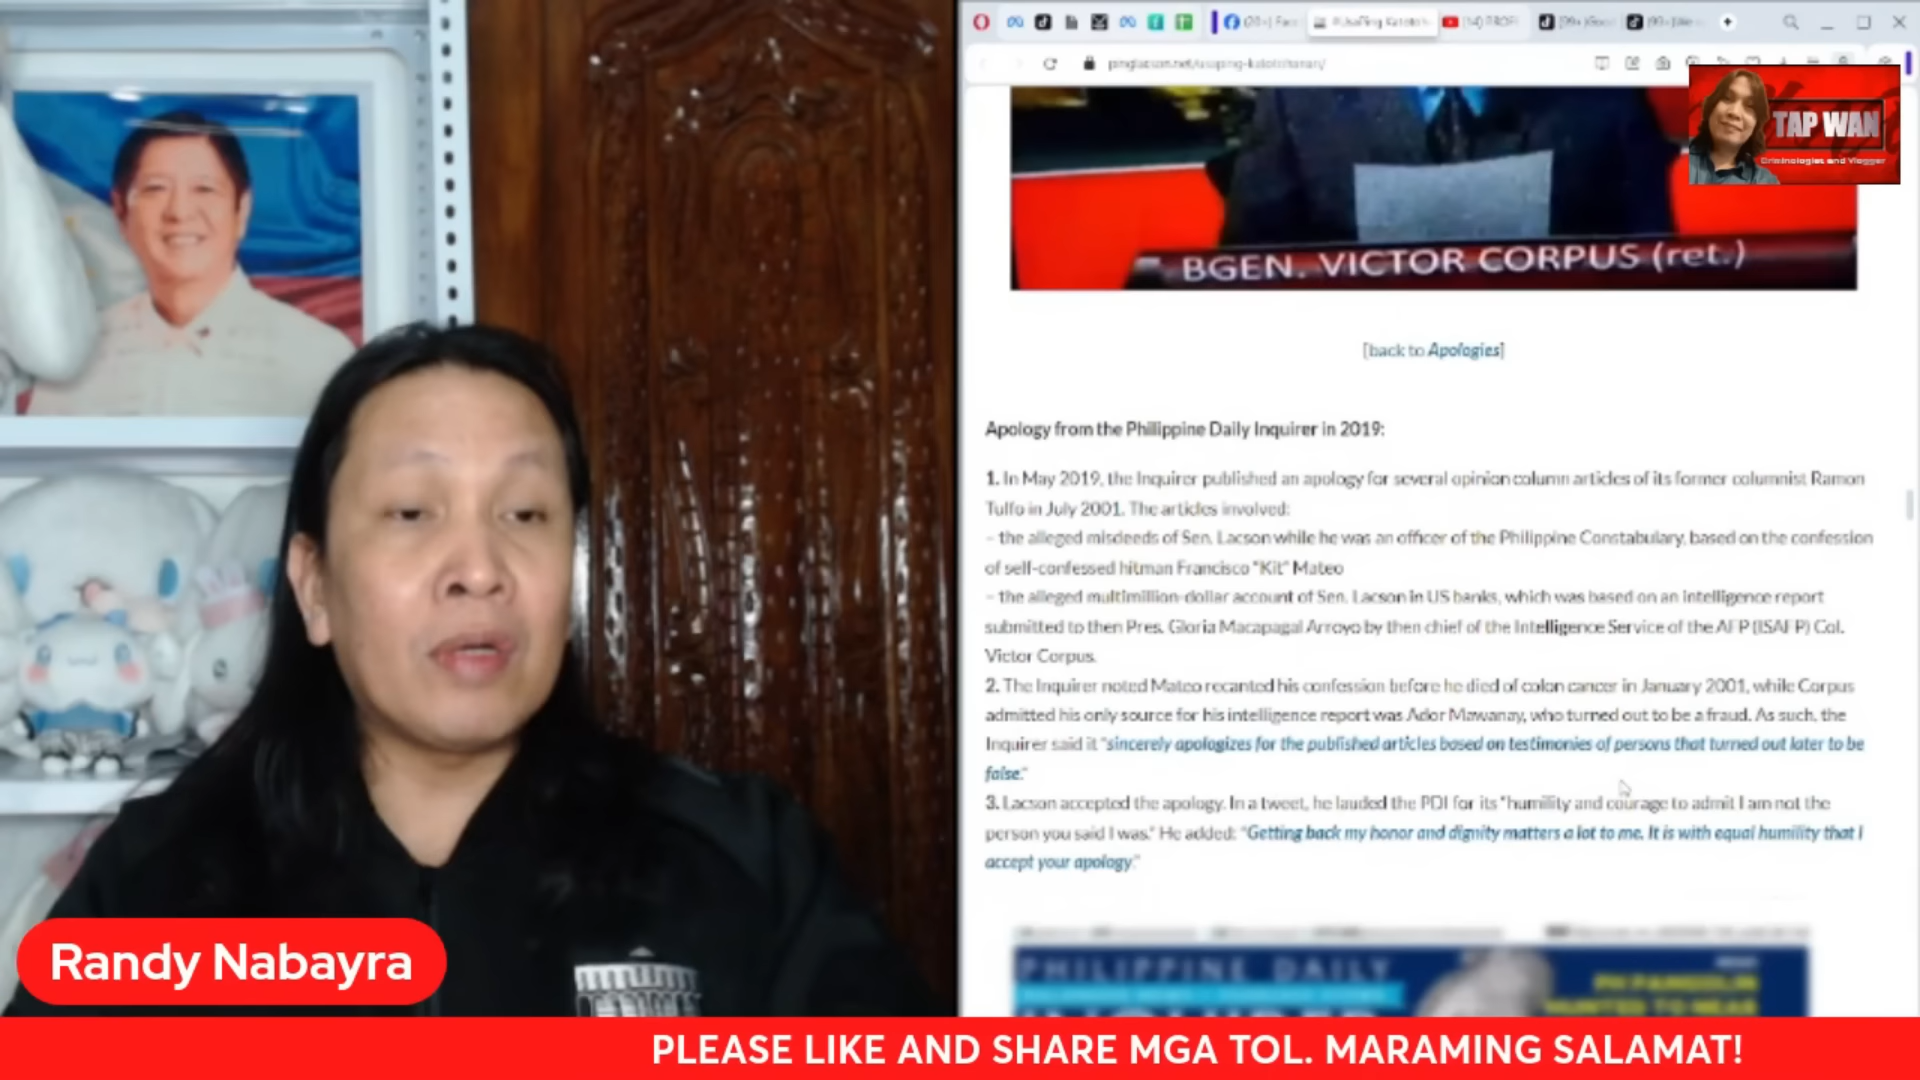 TAP WAN
Criminologist and Vlogger
BGEN. VICTOR CORPUS (ret.)
[back to Apologies]
Apology from the Philippine Daily Inquirer in 2019:
1. In May 2019, the Inquirer published an apology for several opinion column articles of its former columnist Ramon
Tulfo in July 2001. The articles involved:
– the alleged misdeeds of Sen. Lacson while he was an officer of the Philippine Constabulary, based on the confession
of self-confessed hitman Francisco "Kit" Mateo
– the alleged multimillion-dollar account of Sen. Lacson in US banks, which was based on an intelligence report
submitted to then Pres. Gloria Macapagal Arroyo by then chief of the Intelligence Service of the AFP (ISAFP) Col.
Victor Corpus.
2. The Inquirer noted Mateo recanted his confession before he died of colon cancer in January 2001, while Corpus
admitted his only source for his intelligence report was Ador Mawanay, who turned out to be a fraud. As such, the
Inquirer said it "sincerely apologizes for the published articles based on testimonies of persons that turned out later to be
false."
3. Lacson accepted the apology. In a tweet, he lauded the PDI for its "humility and courage to admit I am not the
person you said I was." He added: "Getting back my honor and dignity matters a lot to me. It is with equal humility that I
accept your apology."
PHILIPPINE DAILY
Randy Nabayra
PLEASE LIKE AND SHARE MGA TOL. MARAMING SALAMAT!